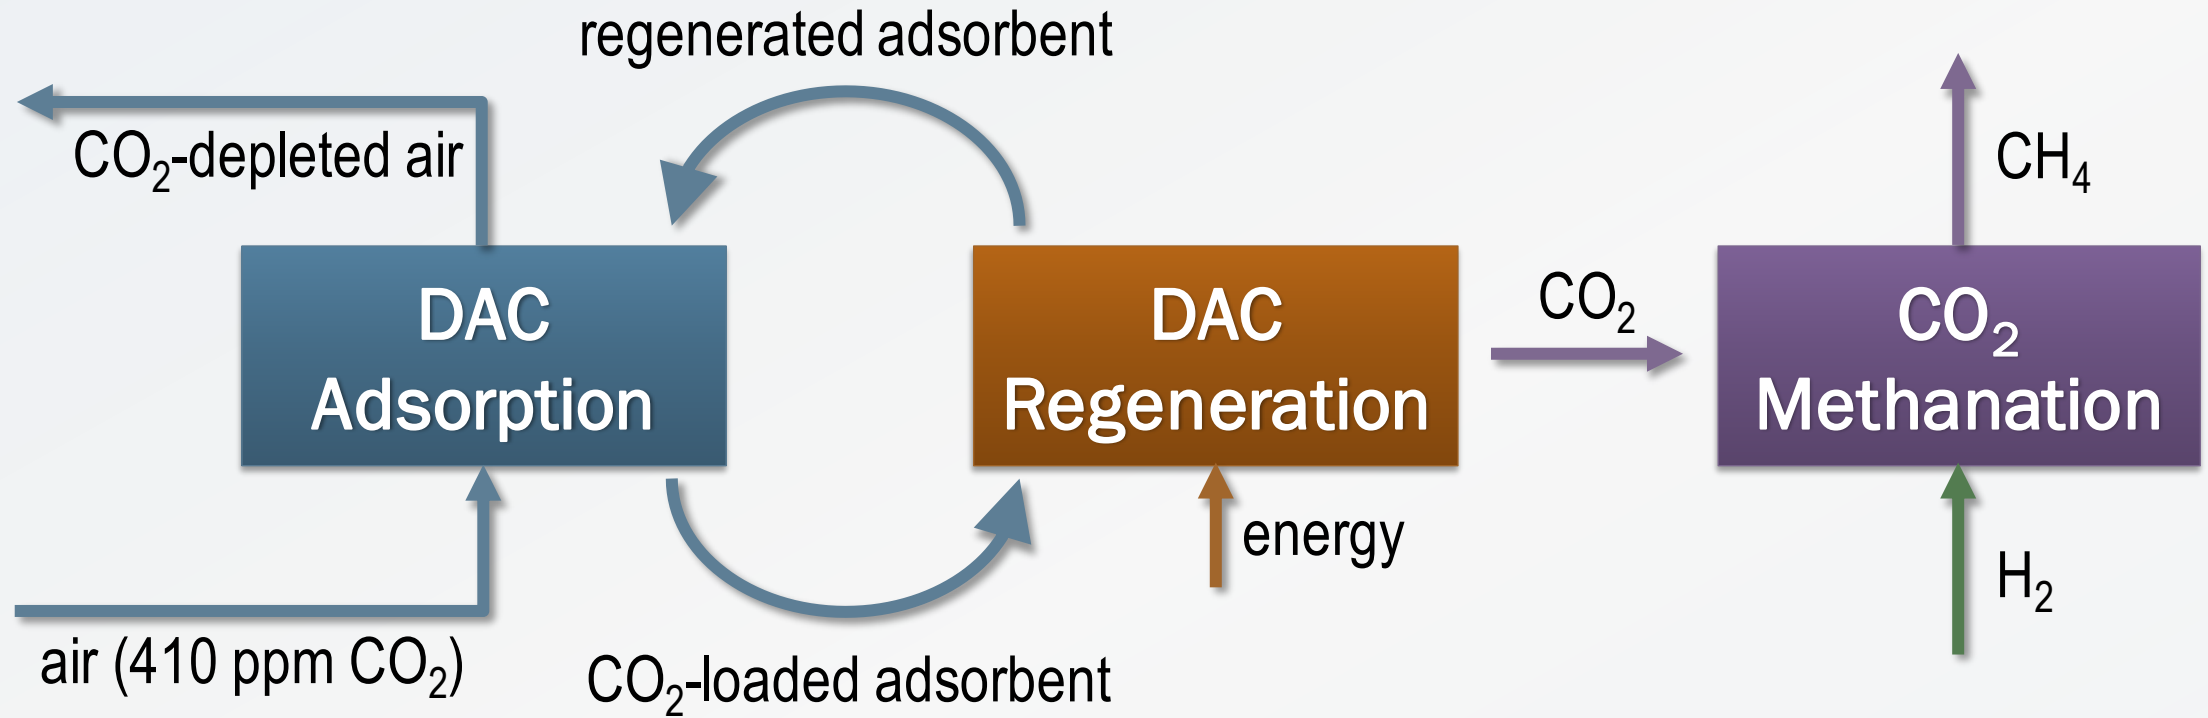 regenerated adsorbent
CO₂-depleted air
CH₄
DAC
Adsorption
DAC
Regeneration
CO₂
CO₂
Methanation
energy
H₂
air (410 ppm CO₂)
CO₂-loaded adsorbent